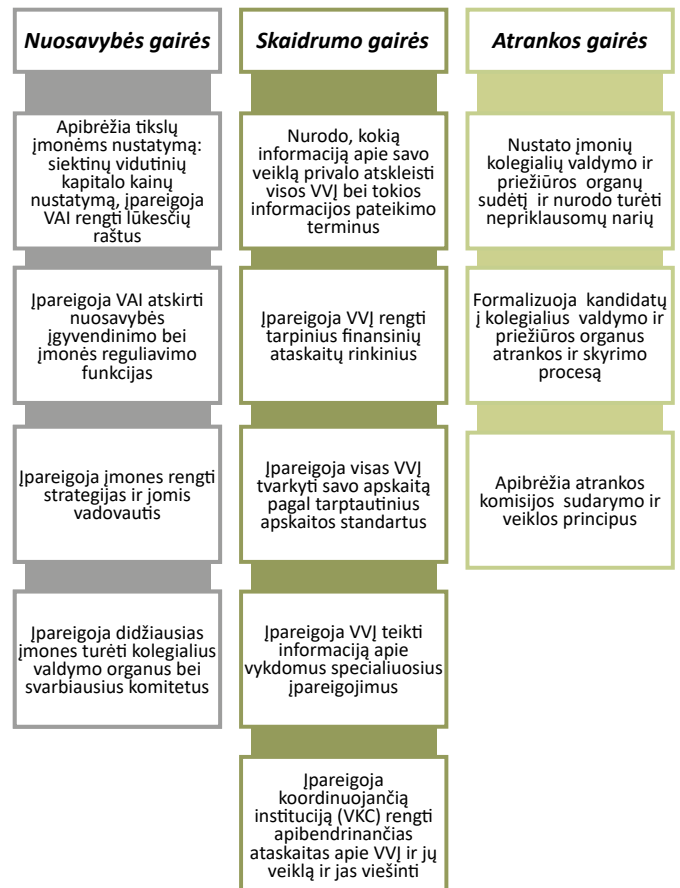 Nuosavybės gairės
Apibrėžia tikslų
įmonėms nustatymą:
siektinų vidutinių
kapitalo kainų
nustatymą, įpareigoja
VAI rengti lūkesčių
raštus
Įpareigoja VAI atskirti
nuosavybės
įgyvendinimo bei
įmonės reguliavimo
funkcijas
Įpareigoja įmones rengti
strategijas ir jomis
vadovautis
Įpareigoja didžiausias
įmones turėti kolegialius
valdymo organus bei
svarbiausius komitetus
Skaidrumo gairės
Nurodo, kokią
informaciją apie savo
veiklą privalo atskleisti
visos VVĮ bei tokios
informacijos pateikimo
terminus
Įpareigoja VVĮ rengti
tarpinius finansinių
ataskaitų rinkinius
Įpareigoja visas VVĮ
tvarkyti savo apskaitą
pagal tarptautinius
apskaitos standartus
Įpareigoja VVĮ teikti
informaciją apie
vykdomus specialiuosius
įpareigojimus
Įpareigoja
koordinuojančią
instituciją (VKC) rengti
apibendrinančias
ataskaitas apie VVĮ ir jų
veiklą ir jas viešinti
Atrankos gairės
Nustato įmonių
kolegialių valdymo ir
priežiūros organų
sudėtį ir nurodo turėti
nepriklausomų narių
Formalizuoja kandidatų
į kolegialius valdymo ir
priežiūros organus
atrankos ir skyrimo
procesą
Apibrėžia atrankos
komisijos sudarymo ir
veiklos principus